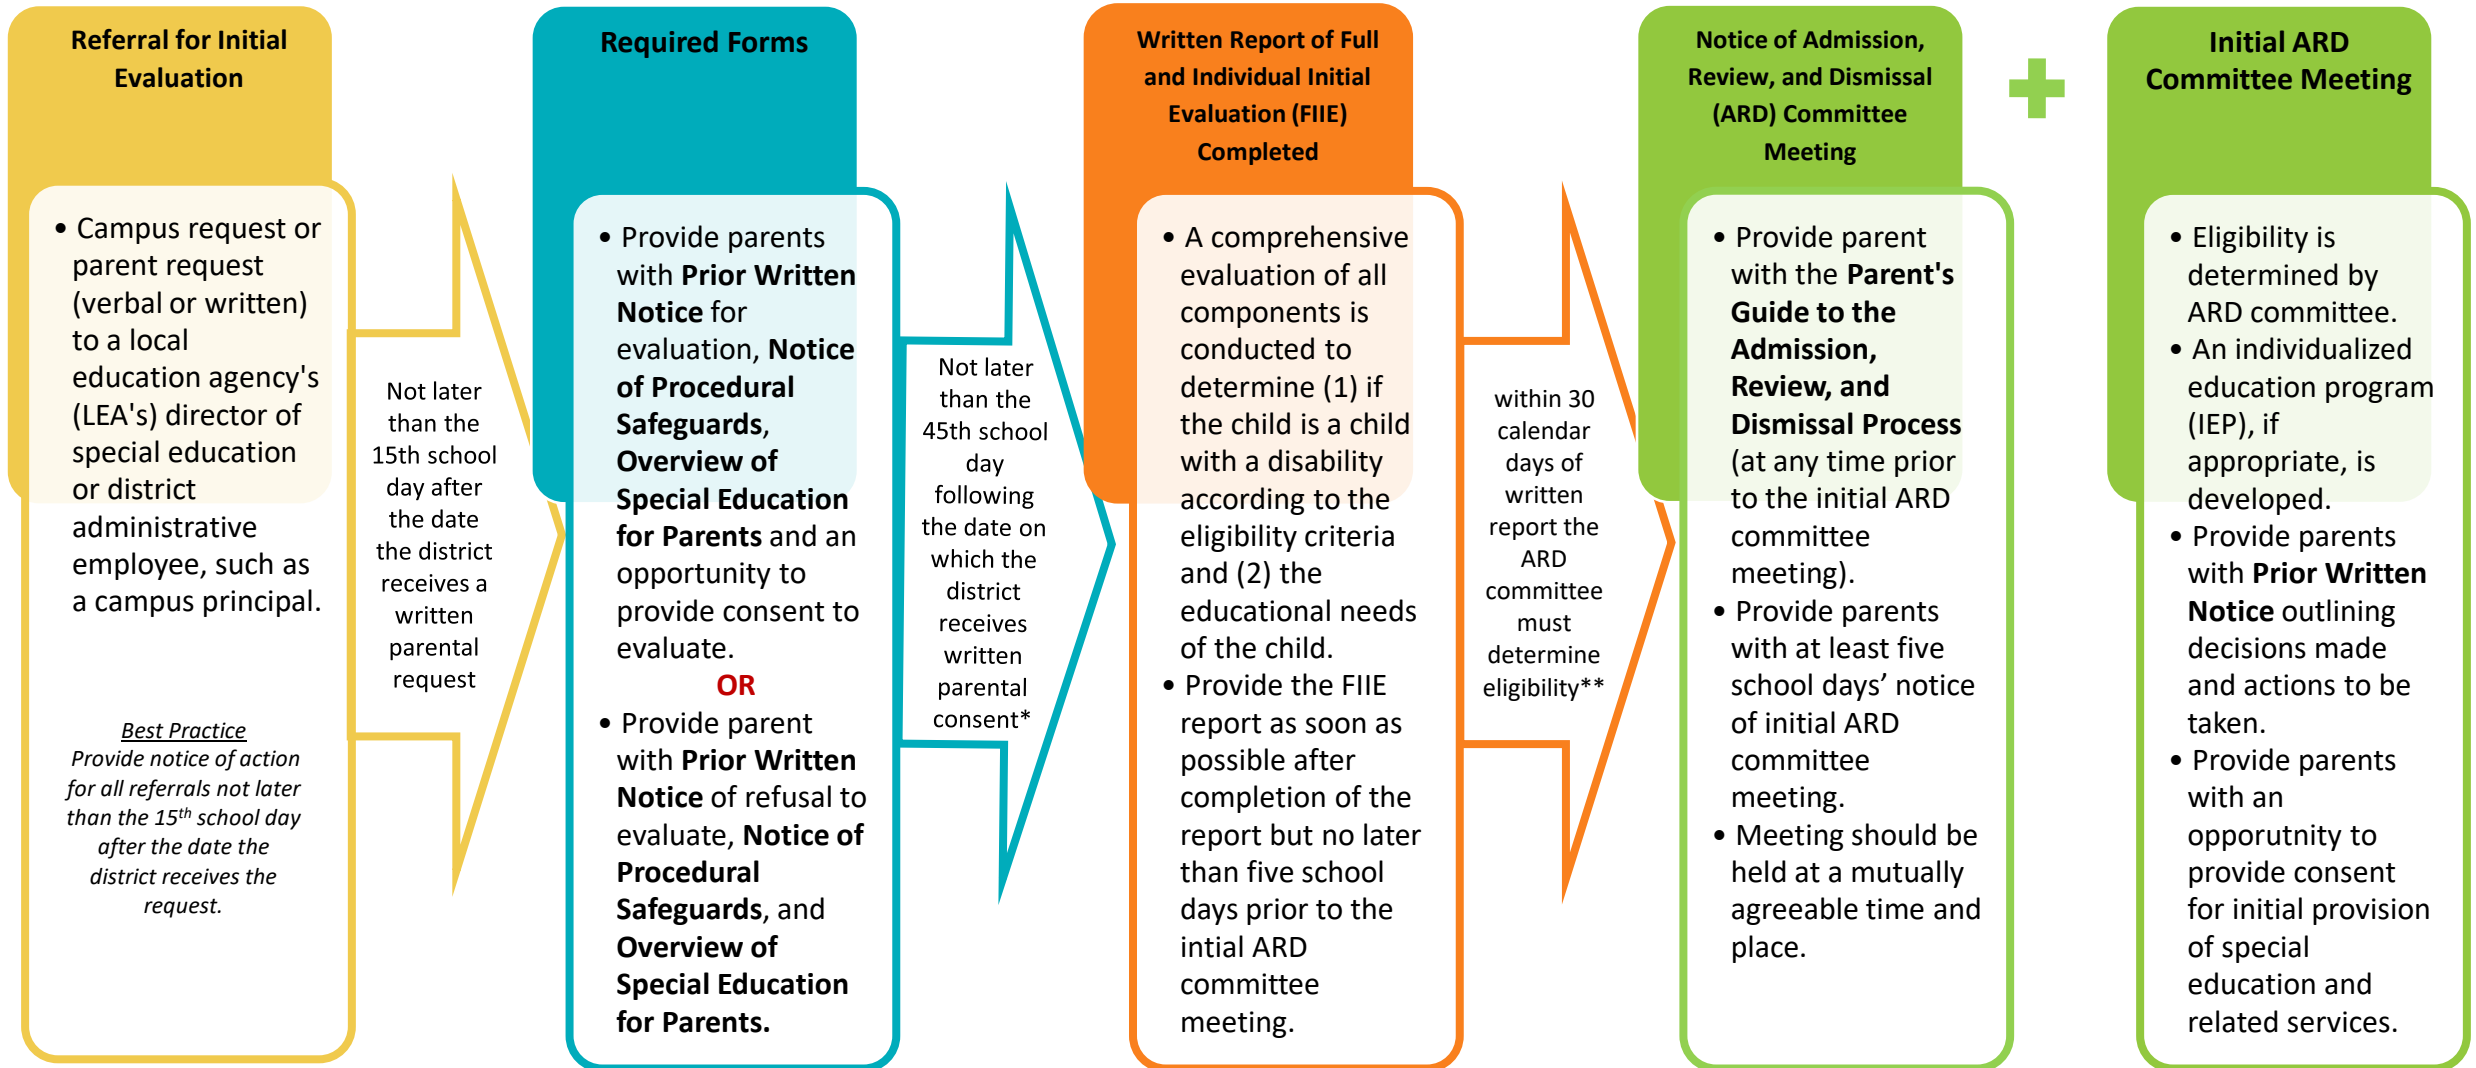 Referral for Initial
Evaluation
• Campus request or
parent request
(verbal or written)
to a local
education agency's
(LEA's) director of
special education
or district
administrative
employee, such as
a campus principal.
Best Practice
Provide notice of action
for all referrals not later
than the 15th school day
after the date the
district receives the
request.
Not later
than the
15th school
day after
the date
the district
receives a
written
parental
request
Required Forms
• Provide parents
with Prior Written
Notice for
evaluation, Notice
of Procedural
Safeguards,
Overview of
Special Education
for Parents and an
opportunity to
provide consent to
evaluate.
OR
• Provide parent
with Prior Written
Notice of refusal to
evaluate, Notice of
Procedural
Safeguards, and
Overview of
Special Education
for Parents.
Not later
than the
45th school
day
following
the date on
which the
district
receives
written
parental
consent*
Written Report of Full
and Individual Initial
Evaluation (FIIE)
Completed
• A comprehensive
evaluation of all
components is
conducted to
determine (1) if
the child is a child
with a disability
according to the
eligibility criteria
and (2) the
educational needs
of the child.
• Provide the FIIE
report as soon as
possible after
completion of the
report but no later
than five school
days prior to the
intial ARD
committee
meeting.
within 30
calendar
days of
written
report the
ARD
committee
must
determine
eligibility**
Notice of Admission,
Review, and Dismissal
(ARD) Committee
Meeting
• Provide parent
with the Parent's
Guide to the
Admission,
Review, and
Dismissal Process
(at any time prior
to the initial ARD
committee
meeting).
• Provide parents
with at least five
school days’ notice
of initial ARD
committee
meeting.
• Meeting should be
held at a mutually
agreeable time and
place.
Initial ARD
Committee Meeting
• Eligibility is
determined by
ARD committee.
• An individualized
education program
(IEP), if
appropriate, is
developed.
• Provide parents
with Prior Written
Notice outlining
decisions made
and actions to be
taken.
• Provide parents
with an
opporutnity to
provide consent
for initial provision
of special
education and
related services.